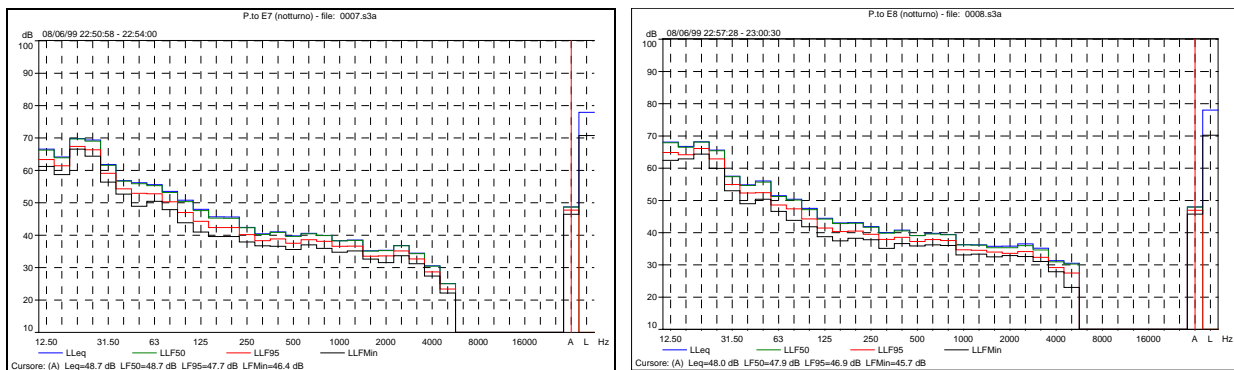 P.to E7 (notturno) - file: 0007.s3a
dB 08/06/99 22:50:58 - 22:54:00
100
90
80
70
60
50
40
30
20
10
12.50 31.50 63 125 250 500 1000 2000 4000 8000 16000 A L Hz
LLeq LLF50 LLF95 LLFMin
Cursore: (A) Leq=48.7 dB LF50=48.7 dB LF95=47.7 dB LFMin=46.4 dB
P.to E8 (notturno) - file: 0008.s3a
dB 08/06/99 22:57:28 - 23:00:30
100
90
80
70
60
50
40
30
20
10
12.50 31.50 63 125 250 500 1000 2000 4000 8000 16000 A L Hz
LLeq LLF50 LLF95 LLFMin
Cursore: (A) Leq=48.0 dB LF50=47.9 dB LF95=46.9 dB LFMin=45.7 dB